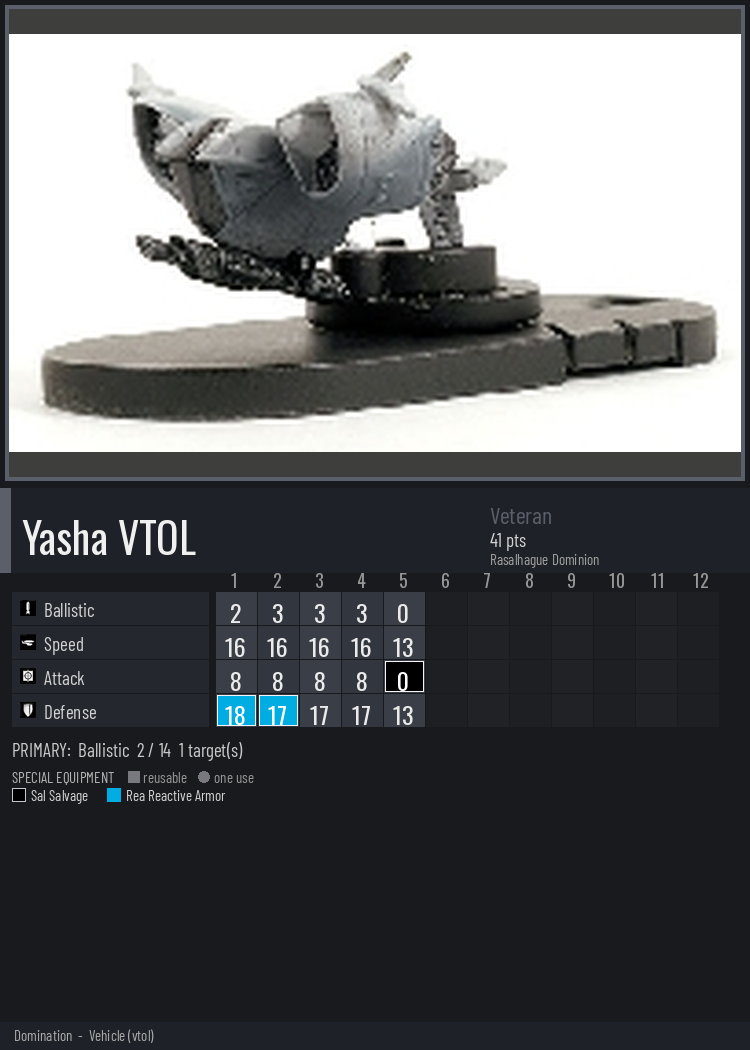 Yasha VTOL
Veteran
41 pts
Rasalhague Dominion
1 2 3 4 5 6 7 8 9 10 11 12
Ballistic 2 3 3 3 0
Speed 16 16 16 16 13
Attack 8 8 8 8 0
Defense 18 17 17 17 13
PRIMARY: Ballistic 2 / 14 1 target(s)
SPECIAL EQUIPMENT reusable one use
Sal Salvage Rea Reactive Armor
Domination - Vehicle (vtol)